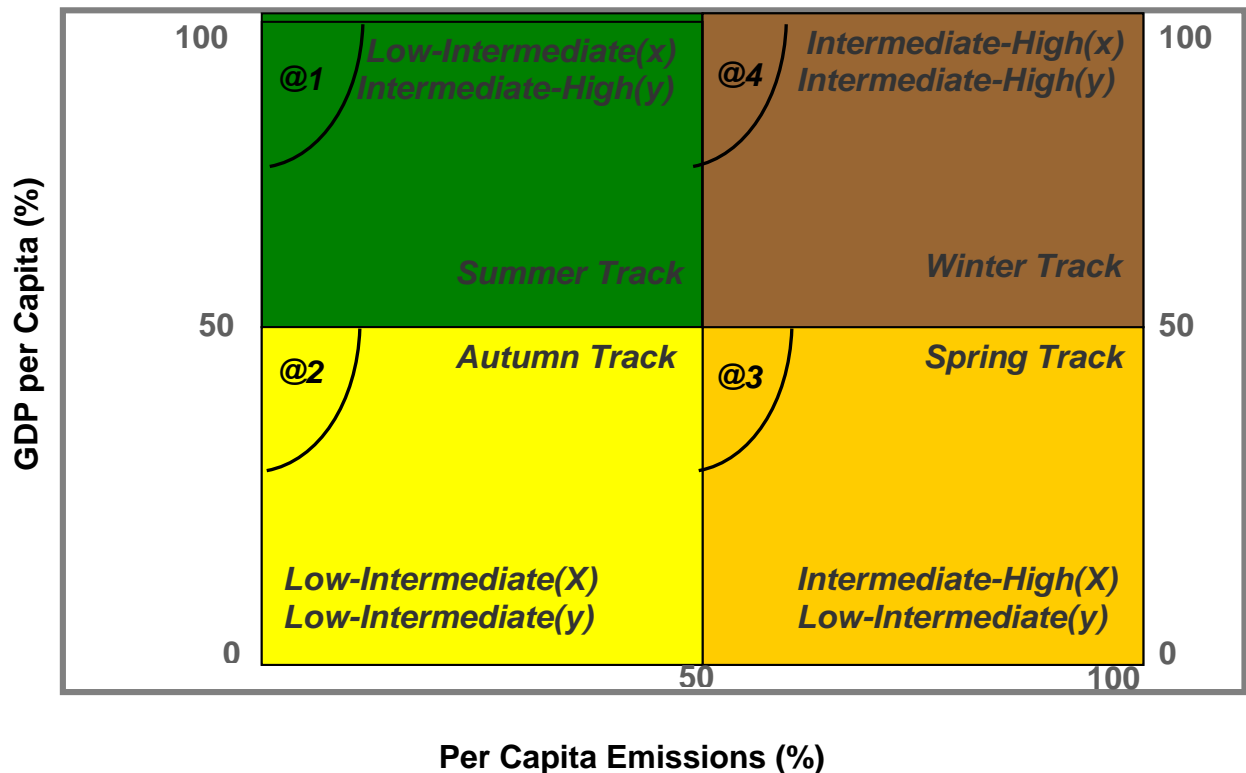 100
@1
Low-Intermediate(x)
Intermediate-High(y)
@4
Intermediate-High(x)
Intermediate-High(y)
100
GDP per Capita (%)
Summer Track
Winter Track
50
50
@2
Autumn Track
@3
Spring Track
Low-Intermediate(X)
Low-Intermediate(y)
Intermediate-High(X)
Low-Intermediate(y)
0
0
50
100
Per Capita Emissions (%)